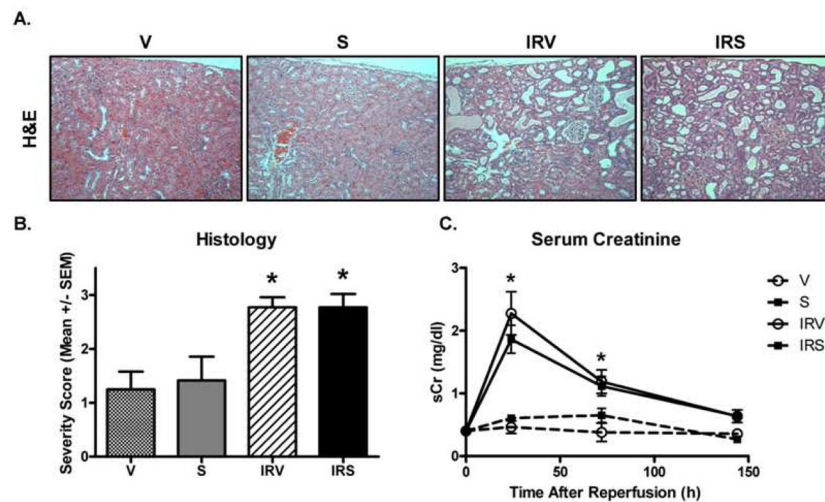 A.
V S IRV IRS
H&E
B.
Histology
Severity Score (Mean +/- SEM)
3
2
1
0
* *
V S IRV IRS
C.
Serum Creatinine
sCr (mg/dl)
3
2
1
0
*
*
0 50 100 150
Time After Reperfusion (h)
V
S
IRV
IRS